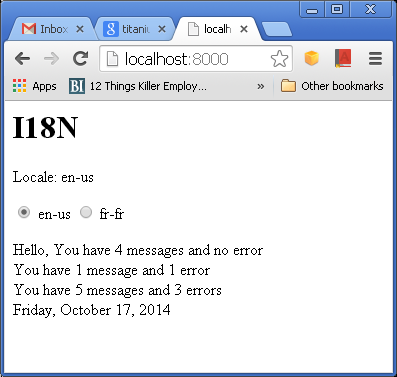 Inbox
titaniu
localh
localhost:8000
Apps
BI
12 Things Killer Employ...
»
Other bookmarks
I18N
Locale: en-us
en-us fr-fr
Hello, You have 4 messages and no error
You have 1 message and 1 error
You have 5 messages and 3 errors
Friday, October 17, 2014